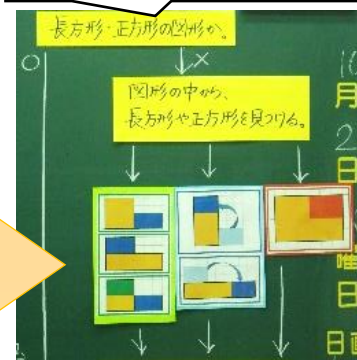 長方形・正方形の図形か。
○
×
図形の中から、
長方形や正方形を見つける。
月
日
日